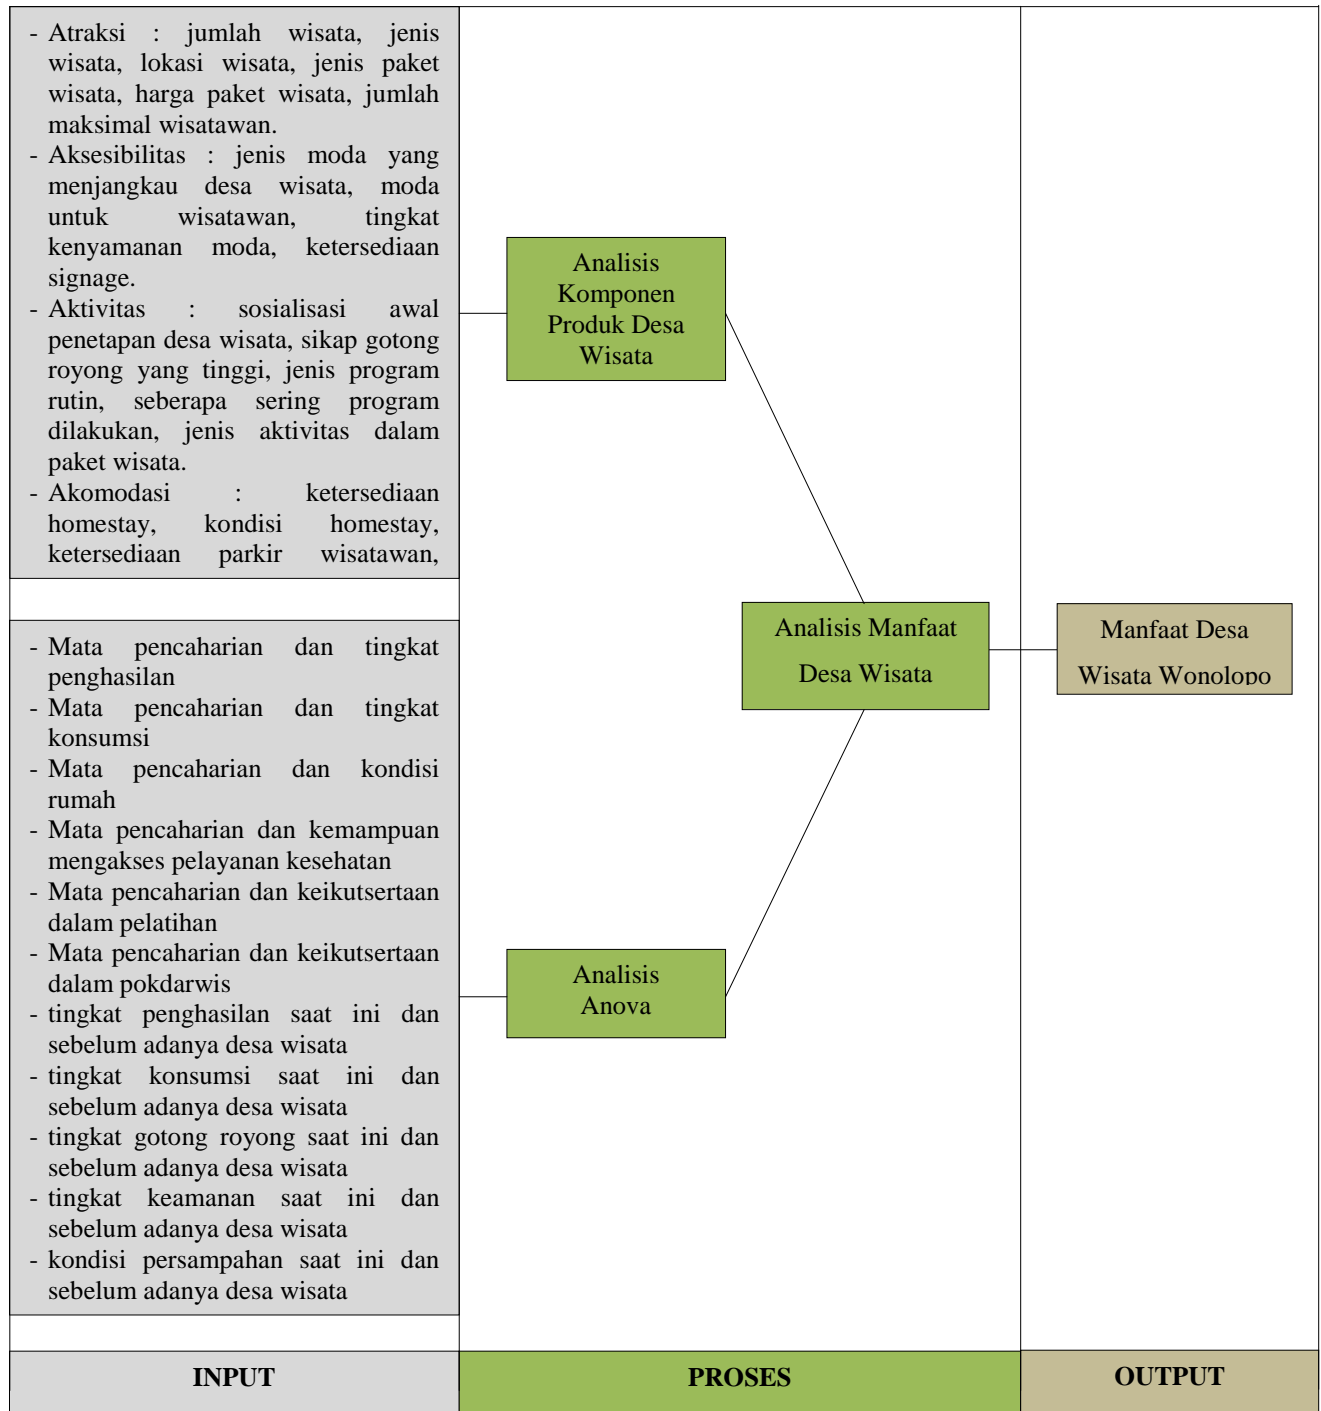 - Atraksi : jumlah wisata, jenis
wisata, lokasi wisata, jenis paket
wisata, harga paket wisata, jumlah
maksimal wisatawan.
- Aksesibilitas : jenis moda yang
menjangkau desa wisata, moda
untuk wisatawan, tingkat
kenyamanan moda, ketersediaan
signage.
- Aktivitas : sosialisasi awal
penetapan desa wisata, sikap gotong
royong yang tinggi, jenis program
rutin, seberapa sering program
dilakukan, jenis aktivitas dalam
paket wisata.
- Akomodasi : ketersediaan
homestay, kondisi homestay,
ketersediaan parkir wisatawan,
- Mata pencaharian dan tingkat
penghasilan
- Mata pencaharian dan tingkat
konsumsi
- Mata pencaharian dan kondisi
rumah
- Mata pencaharian dan kemampuan
mengakses pelayanan kesehatan
- Mata pencaharian dan keikutsertaan
dalam pelatihan
- Mata pencaharian dan keikutsertaan
dalam pokdarwis
- tingkat penghasilan saat ini dan
sebelum adanya desa wisata
- tingkat konsumsi saat ini dan
sebelum adanya desa wisata
- tingkat gotong royong saat ini dan
sebelum adanya desa wisata
- tingkat keamanan saat ini dan
sebelum adanya desa wisata
- kondisi persampahan saat ini dan
sebelum adanya desa wisata
Analisis
Komponen
Produk Desa
Wisata
Analisis
Anova
Analisis Manfaat
Desa Wisata
Manfaat Desa
Wisata Wonolopo
INPUT
PROSES
OUTPUT